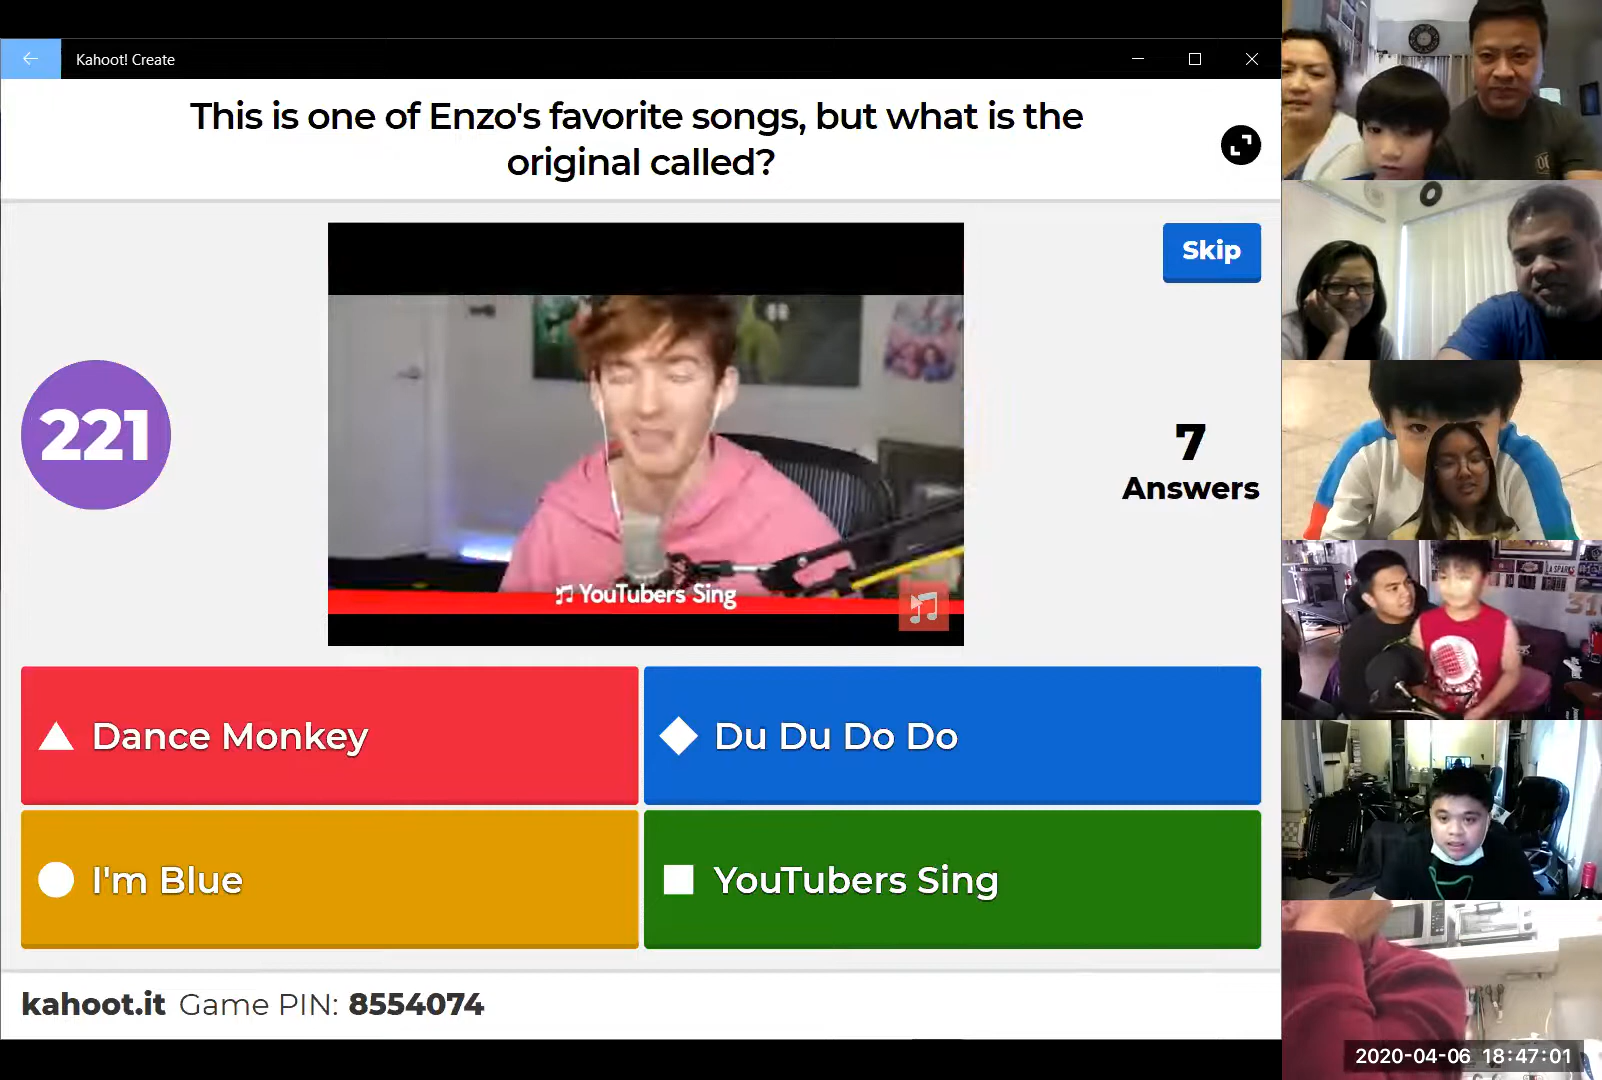 Kahoot! Create
This is one of Enzo's favorite songs, but what is the
original called?
Skip
221
7
Answers
YouTubers Sing
Dance Monkey
Du Du Do Do
I'm Blue
YouTubers Sing
kahoot.it Game PIN: 8554074
LA SPARKS
2020-04-06 18:47:01